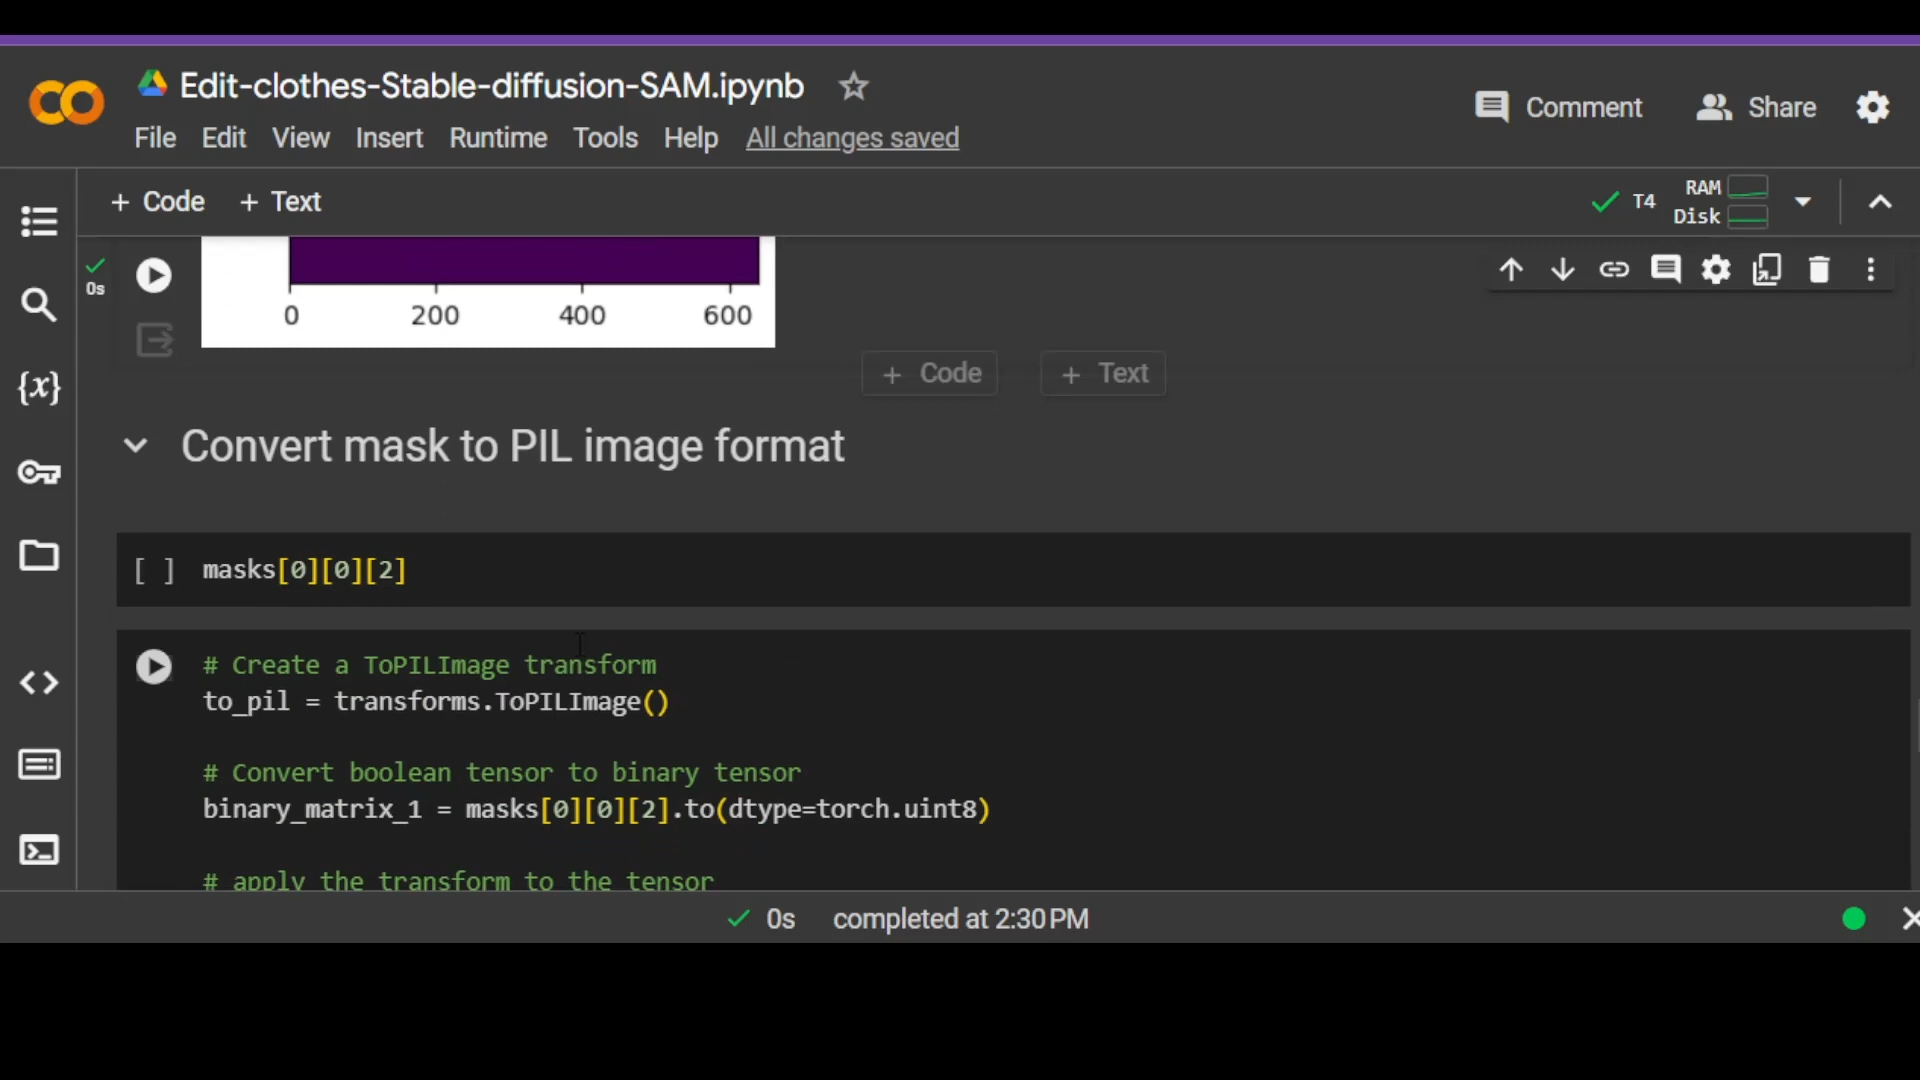 Edit-clothes-Stable-diffusion-SAM.ipynb
File Edit View Insert Runtime Tools Help All changes saved
Comment Share
+ Code + Text
T4 RAM
Disk
0s
0 200 400 600
+ Code + Text
Convert mask to PIL image format
[ ] masks[0][0][2]
# Create a ToPILImage transform
to_pil = transforms.ToPILImage()
# Convert boolean tensor to binary tensor
binary_matrix_1 = masks[0][0][2].to(dtype=torch.uint8)
# apply the transform to the tensor
0s completed at 2:30 PM